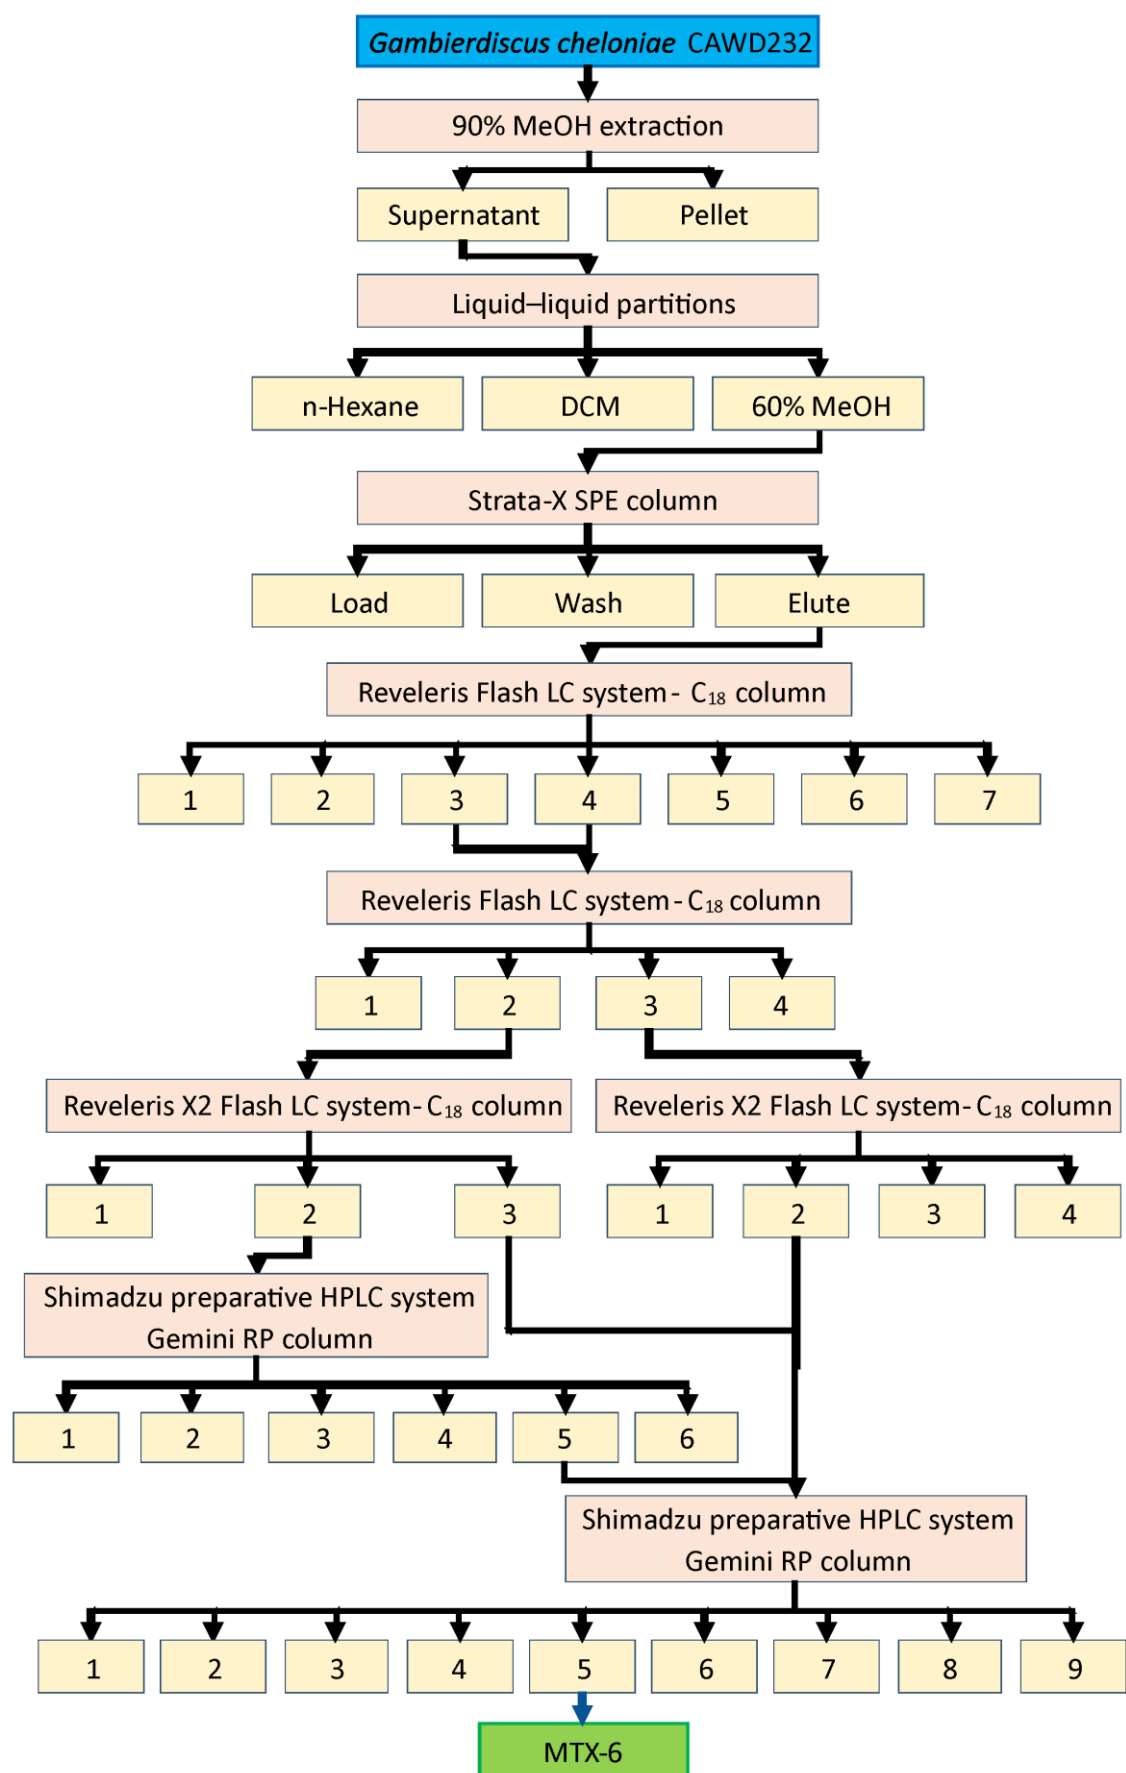 Gambierdiscus cheloniae CAWD232
90% MeOH extraction
Supernatant
Pellet
Liquid–liquid partitions
n-Hexane
DCM
60% MeOH
Strata-X SPE column
Load
Wash
Elute
Reveleris Flash LC system- C₁₈ column
1
2
3
4
5
6
7
Reveleris Flash LC system- C₁₈ column
1
2
3
4
Reveleris X2 Flash LC system- C₁₈ column
Reveleris X2 Flash LC system- C₁₈ column
1
2
3
1
2
3
4
Shimadzu preparative HPLC system
Gemini RP column
1
2
3
4
5
6
Shimadzu preparative HPLC system
Gemini RP column
1
2
3
4
5
6
7
8
9
MTX-6